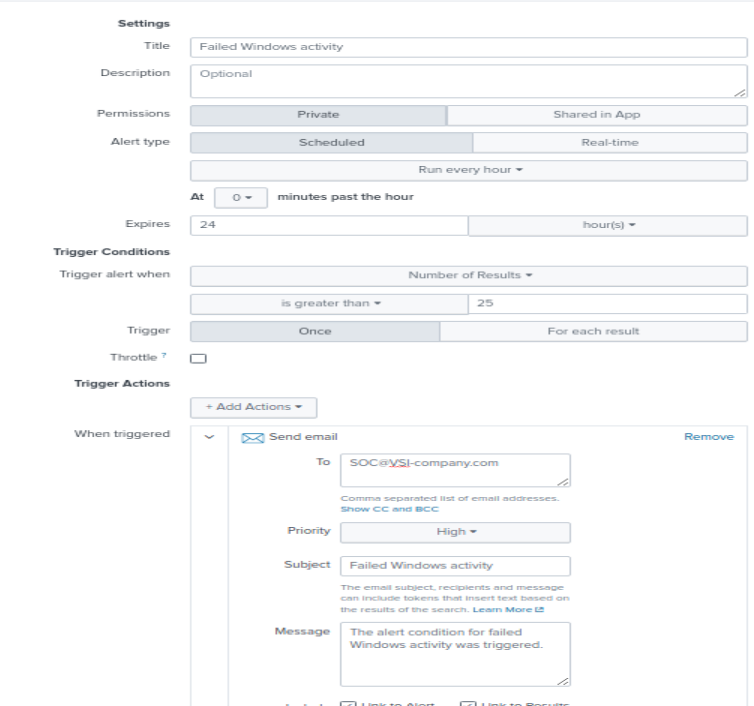 Settings
Title Failed Windows activity
Description Optional
Permissions Private Shared in App
Alert type Scheduled Real-time
Run every hour
At 0 minutes past the hour
Expires 24 hour(s)
Trigger Conditions
Trigger alert when Number of Results
is greater than 25
Trigger Once For each result
Throttle ?
Trigger Actions
+ Add Actions
When triggered Send email Remove
To SOC@VSI-company.com
Comma separated list of email addresses.
Show CC and BCC
Priority High
Subject Failed Windows activity
The email subject, recipients and message
can include tokens that insert text based on
the results of the search. Learn More
Message The alert condition for failed
Windows activity was triggered.
Link to Alert Link to Results